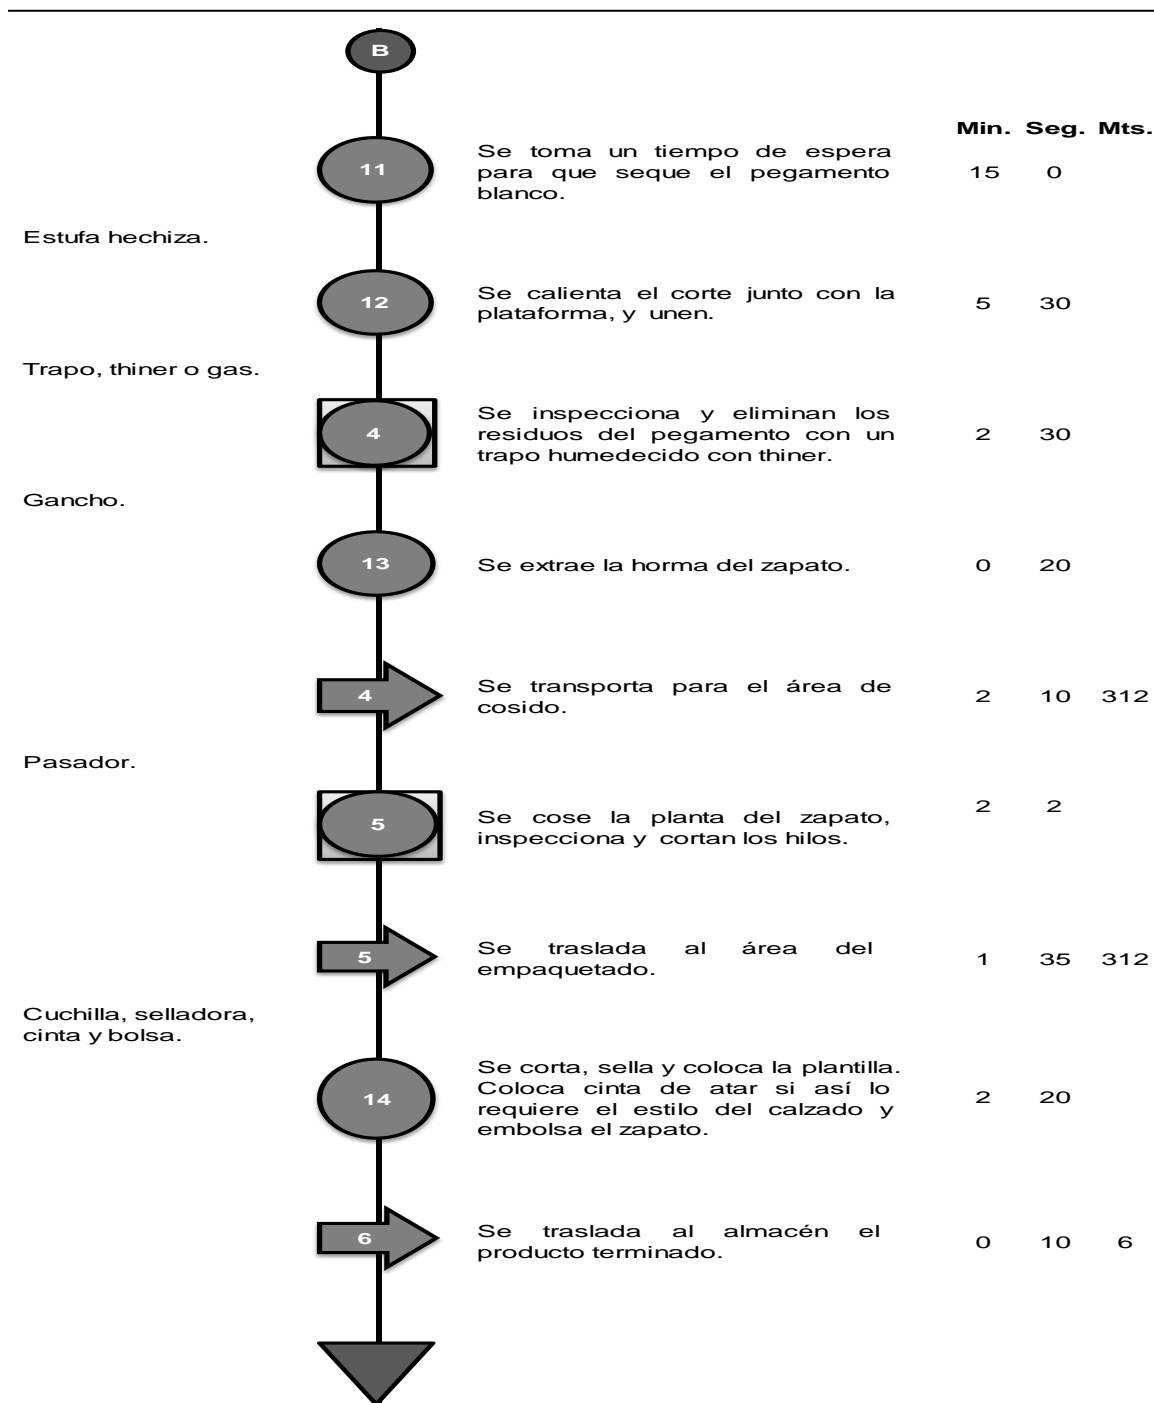 B
Min. Seg. Mts.
11
Se toma un tiempo de espera
para que seque el pegamento
blanco.
15 0
Estufa hechiza.
12
Se calienta el corte junto con la
plataforma, y unen.
5 30
Trapo, thiner o gas.
4
Se inspecciona y eliminan los
residuos del pegamento con un
trapo humedecido con thiner.
2 30
Gancho.
13
Se extrae la horma del zapato.
0 20
4
Se transporta para el área de
cosido.
2 10 312
Pasador.
5
Se cose la planta del zapato,
inspecciona y cortan los hilos.
2 2
5
Se traslada al área del
empaquetado.
1 35 312
Cuchilla, selladora,
cinta y bolsa.
14
Se corta, sella y coloca la plantilla.
Coloca cinta de atar si así lo
requiere el estilo del calzado y
embolsa el zapato.
2 20
6
Se traslada al almacén el
producto terminado.
0 10 6